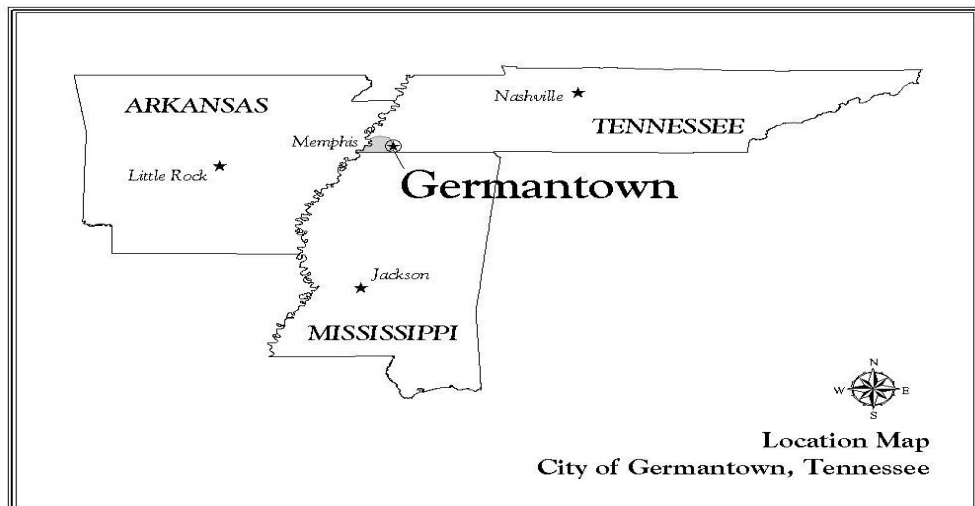 ARKANSAS
Nashville
TENNESSEE
Memphis
Little Rock
Germantown
Jackson
MISSISSIPPI
N
W E
S
Location Map
City of Germantown, Tennessee